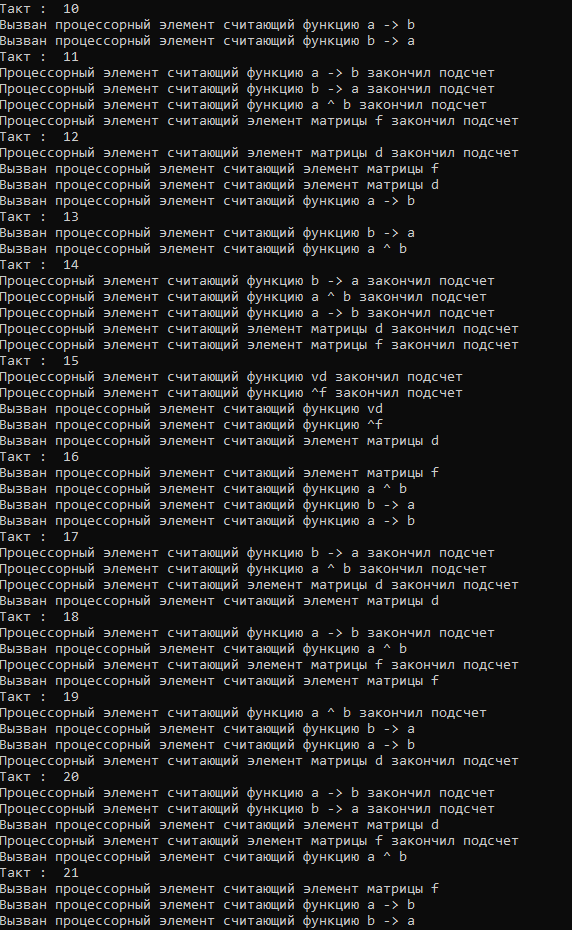 Такт :  10
Вызван процессорный элемент считающий функцию a -> b
Вызван процессорный элемент считающий функцию b -> a
Такт :  11
Процессорный элемент считающий функцию a -> b закончил подсчет
Процессорный элемент считающий функцию b -> a закончил подсчет
Процессорный элемент считающий функцию a ^ b закончил подсчет
Процессорный элемент считающий элемент матрицы f закончил подсчет
Такт :  12
Процессорный элемент считающий элемент матрицы d закончил подсчет
Вызван процессорный элемент считающий элемент матрицы f
Вызван процессорный элемент считающий элемент матрицы d
Вызван процессорный элемент считающий функцию a -> b
Такт :  13
Вызван процессорный элемент считающий функцию b -> a
Вызван процессорный элемент считающий функцию a ^ b
Такт :  14
Процессорный элемент считающий функцию b -> a закончил подсчет
Процессорный элемент считающий функцию a ^ b закончил подсчет
Процессорный элемент считающий функцию a -> b закончил подсчет
Процессорный элемент считающий элемент матрицы d закончил подсчет
Процессорный элемент считающий элемент матрицы f закончил подсчет
Такт :  15
Процессорный элемент считающий функцию vd закончил подсчет
Процессорный элемент считающий функцию ^f закончил подсчет
Вызван процессорный элемент считающий функцию vd
Вызван процессорный элемент считающий функцию ^f
Вызван процессорный элемент считающий элемент матрицы d
Такт :  16
Вызван процессорный элемент считающий элемент матрицы f
Вызван процессорный элемент считающий функцию a ^ b
Вызван процессорный элемент считающий функцию b -> a
Вызван процессорный элемент считающий функцию a -> b
Такт :  17
Процессорный элемент считающий функцию b -> a закончил подсчет
Процессорный элемент считающий функцию a ^ b закончил подсчет
Процессорный элемент считающий элемент матрицы d закончил подсчет
Вызван процессорный элемент считающий элемент матрицы d
Такт :  18
Процессорный элемент считающий функцию a -> b закончил подсчет
Вызван процессорный элемент считающий функцию a ^ b
Процессорный элемент считающий элемент матрицы f закончил подсчет
Вызван процессорный элемент считающий элемент матрицы f
Такт :  19
Процессорный элемент считающий функцию a ^ b закончил подсчет
Вызван процессорный элемент считающий функцию b -> a
Вызван процессорный элемент считающий функцию a -> b
Процессорный элемент считающий элемент матрицы d закончил подсчет
Такт :  20
Процессорный элемент считающий функцию a -> b закончил подсчет
Процессорный элемент считающий функцию b -> a закончил подсчет
Вызван процессорный элемент считающий элемент матрицы d
Процессорный элемент считающий элемент матрицы f закончил подсчет
Вызван процессорный элемент считающий функцию a ^ b
Такт :  21
Вызван процессорный элемент считающий элемент матрицы f
Вызван процессорный элемент считающий функцию a -> b
Вызван процессорный элемент считающий функцию b -> a